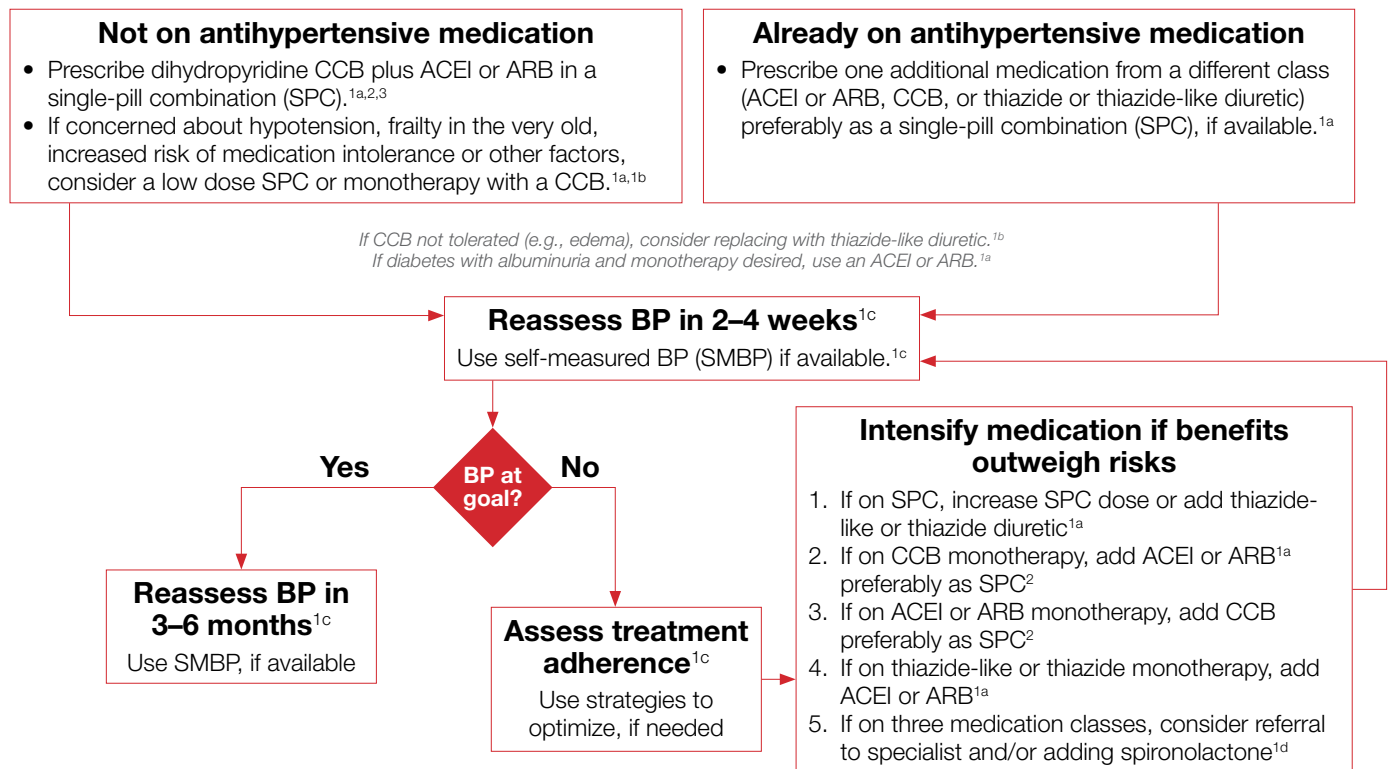 Not on antihypertensive medication
• Prescribe dihydropyridine CCB plus ACEI or ARB in a
single-pill combination (SPC).1a,2,3
• If concerned about hypotension, frailty in the very old,
increased risk of medication intolerance or other factors,
consider a low dose SPC or monotherapy with a CCB.1a,1b
Already on antihypertensive medication
• Prescribe one additional medication from a different class
(ACEI or ARB, CCB, or thiazide or thiazide-like diuretic)
preferably as a single-pill combination (SPC), if available.1a
If CCB not tolerated (e.g., edema), consider replacing with thiazide-like diuretic.1b
If diabetes with albuminuria and monotherapy desired, use an ACEI or ARB.1a
Reassess BP in 2–4 weeks1c
Use self-measured BP (SMBP) if available.1c
BP at
goal?
Yes
No
Reassess BP in
3–6 months1c
Use SMBP, if available
Assess treatment
adherence1c
Use strategies to
optimize, if needed
Intensify medication if benefits
outweigh risks
1. If on SPC, increase SPC dose or add thiazide-
like or thiazide diuretic1a
2. If on CCB monotherapy, add ACEI or ARB1a
preferably as SPC2
3. If on ACEI or ARB monotherapy, add CCB
preferably as SPC2
4. If on thiazide-like or thiazide monotherapy, add
ACEI or ARB1a
5. If on three medication classes, consider referral
to specialist and/or adding spironolactone1d